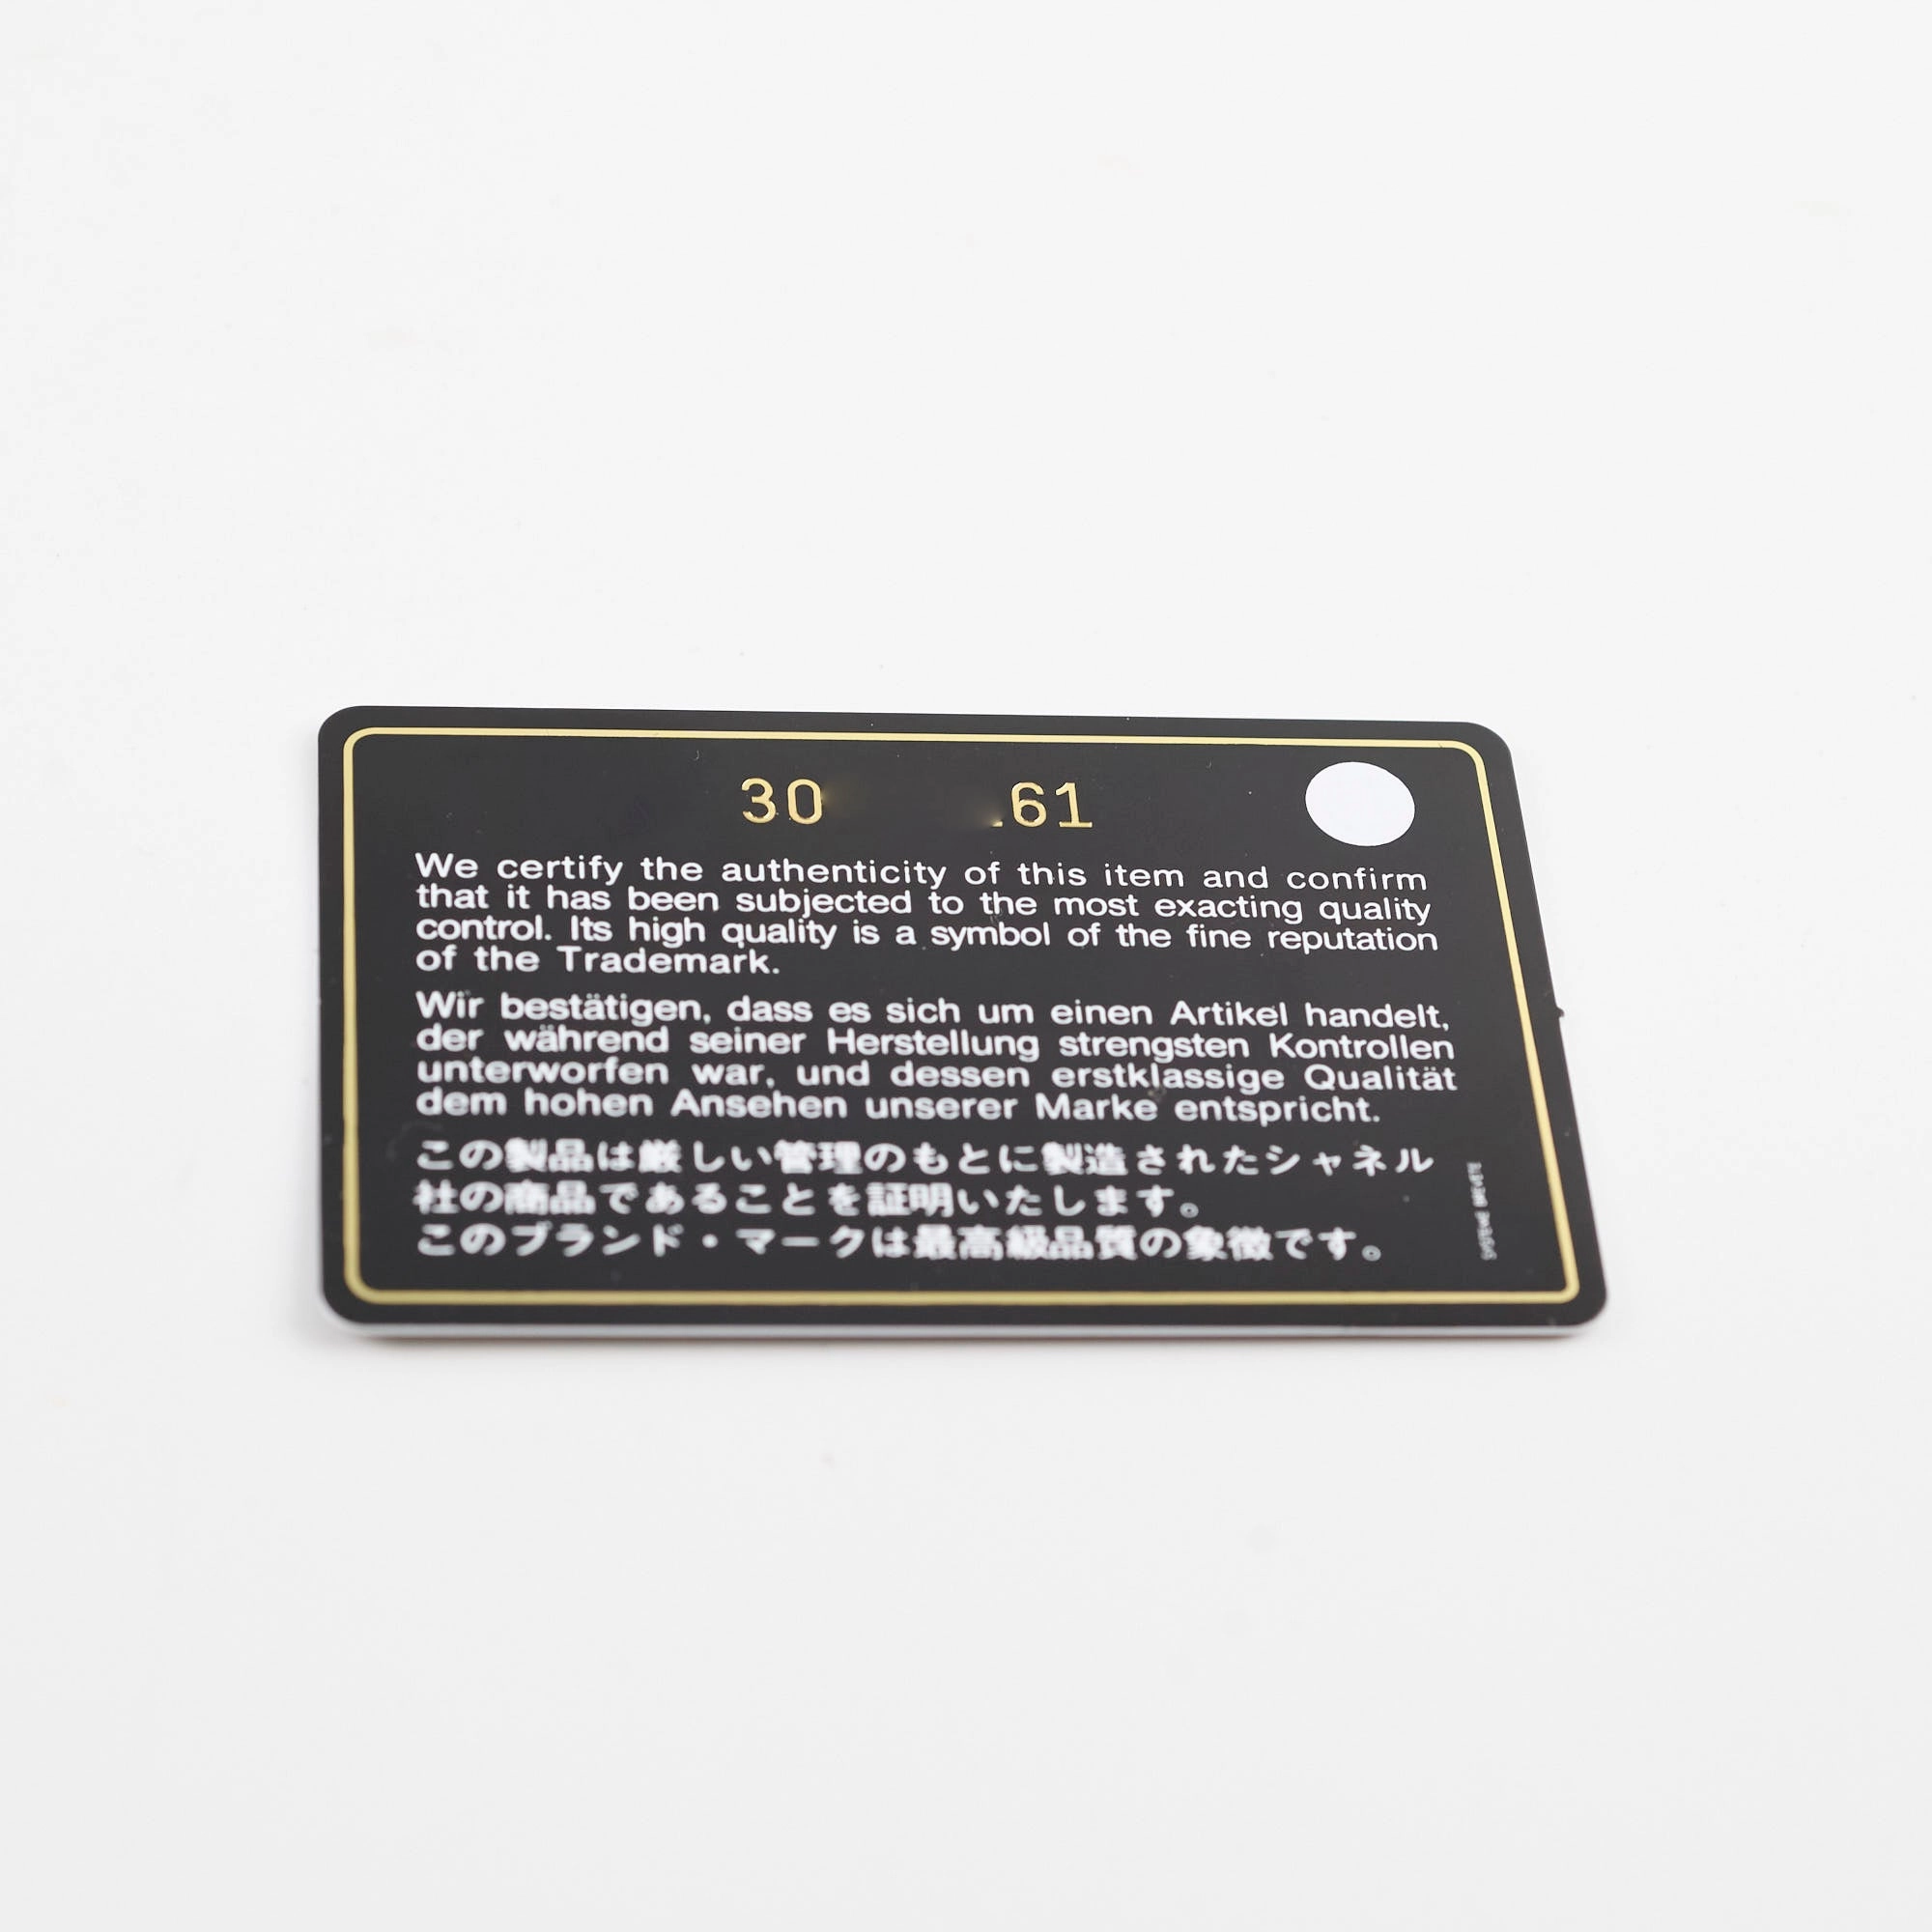 30 61
We certify the authenticity of this item and confirm
that it has been subjected to the most exacting quality
control. Its high quality is a symbol of the fine reputation
of the Trademark.
Wir bestätigen, dass es sich um einen Artikel handelt,
der während seiner Herstellung strengsten Kontrollen
unterworfen war, und dessen erstklassige Qualität
dem hohen Ansehen unserer Marke entspricht.
この製品は厳しい管理のもとに製造されたシャネル
社の商品であることを証明いたします。
このブランド・マークは最高級品質の象徴です。